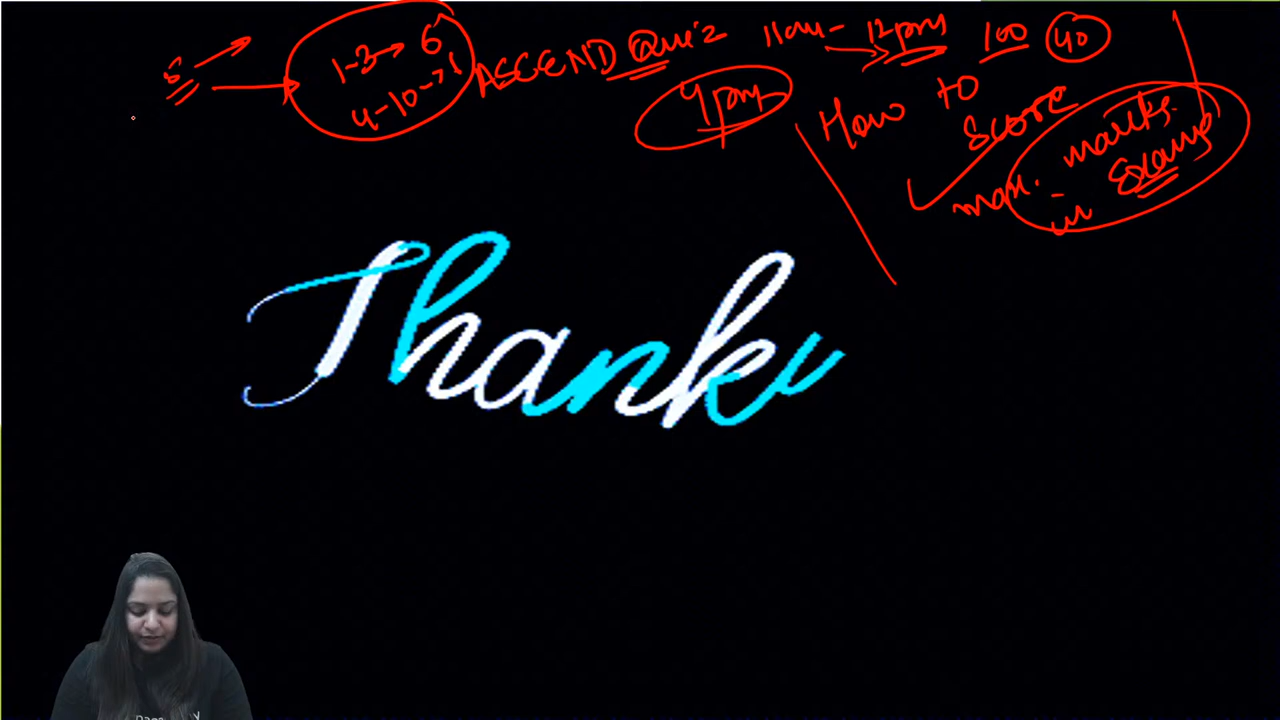 5 → 1-3 → 6
4-10 → 7
ASCEND Quiz 11am - 12pm 100 40
4pm
How to
Score
max. marks
in Exams
Thank